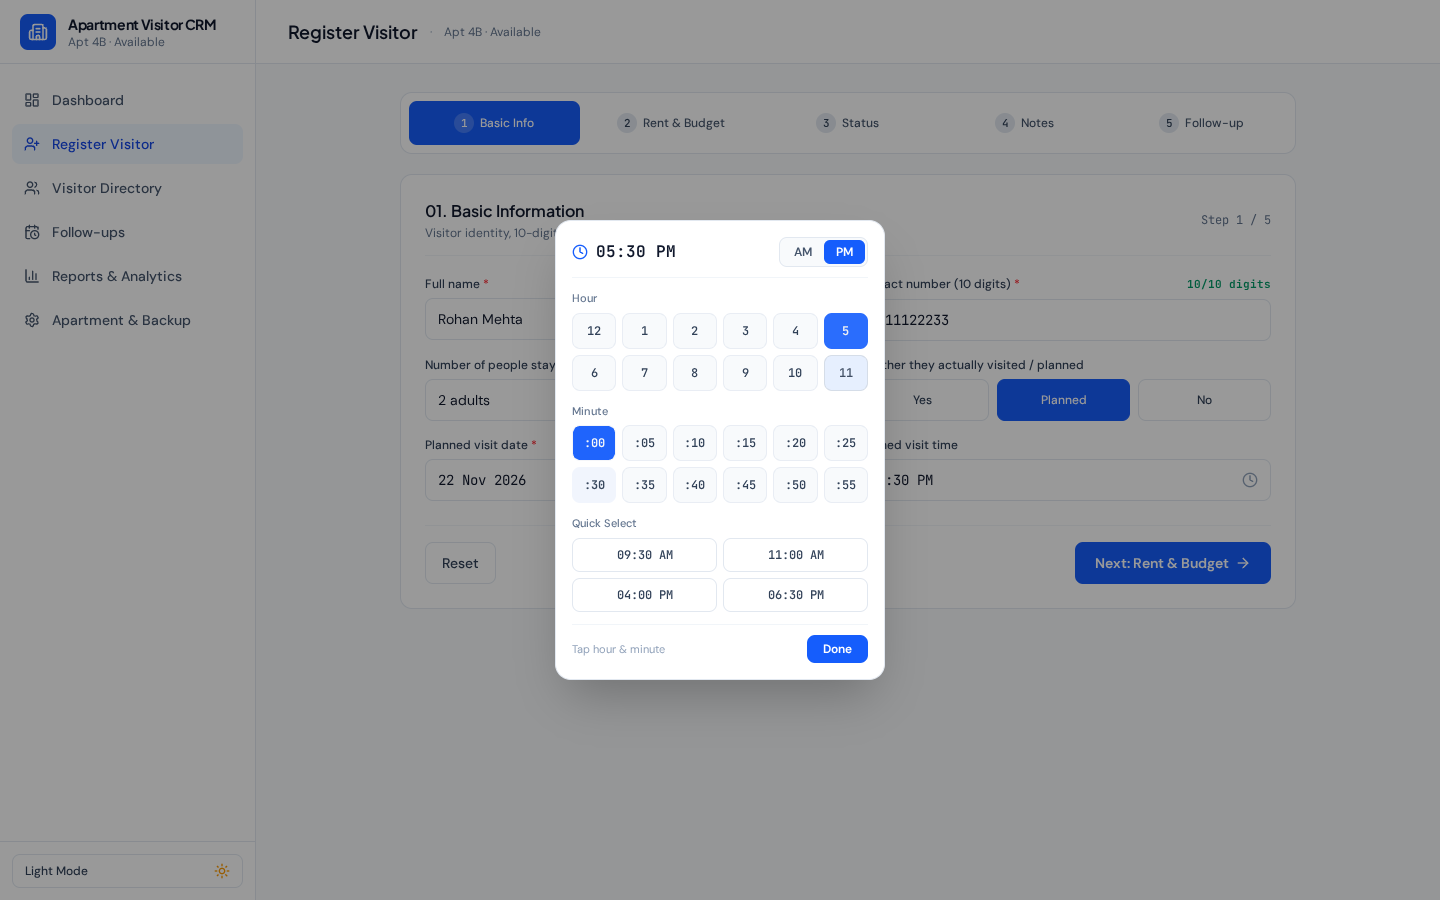 Apartment Visitor CRM
Apt 4B · Available
Dashboard
Register Visitor
Visitor Directory
Follow-ups
Reports & Analytics
Apartment & Backup
Light Mode
Register Visitor · Apt 4B · Available
1 Basic Info
2 Rent & Budget
3 Status
4 Notes
5 Follow-up
01. Basic Information
Step 1 / 5
Visitor identity, 10-digit
Full name *
act number (10 digits) *
10/10 digits
Rohan Mehta
11122233
Number of people stay
ther they actually visited / planned
2 adults
Yes
Planned
No
Planned visit date *
ned visit time
22 Nov 2026
:30 PM
Reset
Next: Rent & Budget
05:30 PM
AM
PM
Hour
12 1 2 3 4 5
6 7 8 9 10 11
Minute
:00 :05 :10 :15 :20 :25
:30 :35 :40 :45 :50 :55
Quick Select
09:30 AM
11:00 AM
04:00 PM
06:30 PM
Tap hour & minute
Done